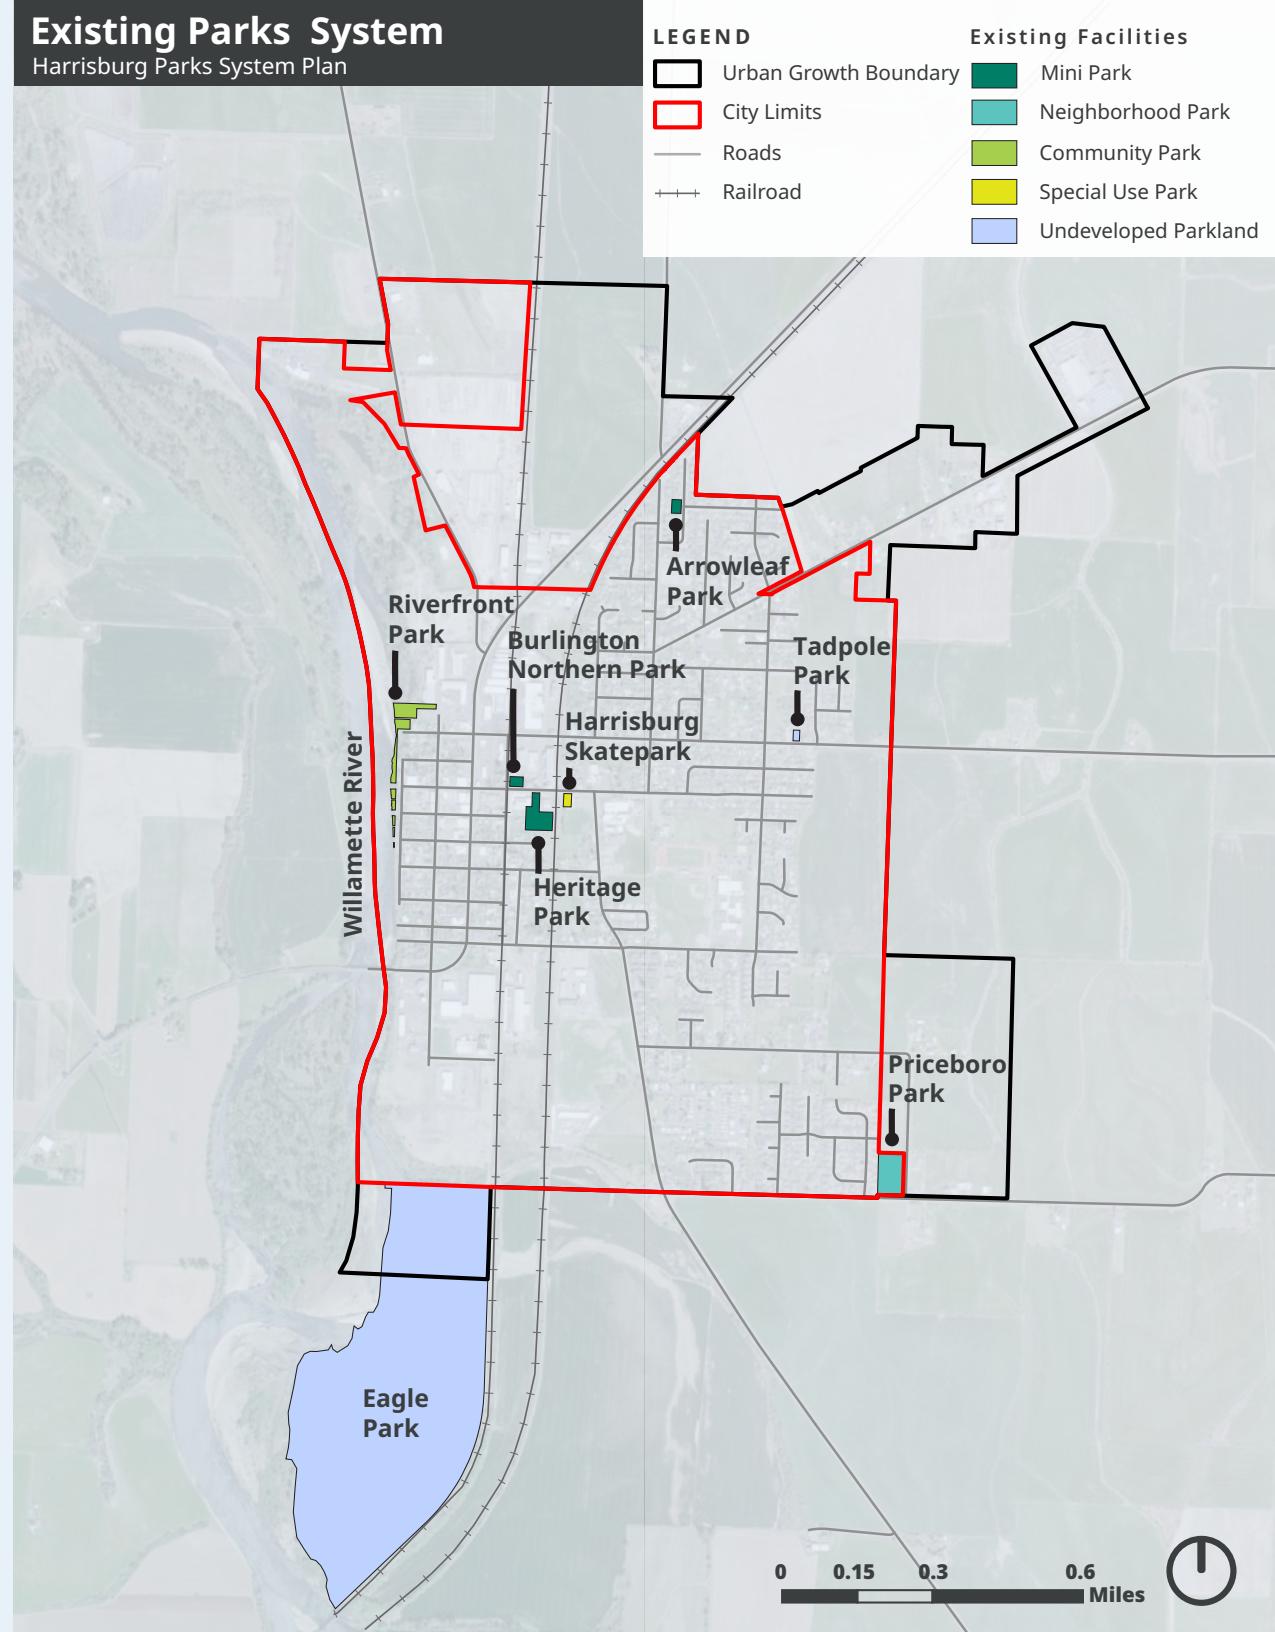 Existing Parks System
Harrisburg Parks System Plan
LEGEND
Urban Growth Boundary
City Limits
Roads
Railroad
Existing Facilities
Mini Park
Neighborhood Park
Community Park
Special Use Park
Undeveloped Parkland
Arrowleaf
Park
Riverfront
Park
Burlington
Northern Park
Tadpole
Park
Harrisburg
Skatepark
Willamette River
Heritage
Park
Priceboro
Park
Eagle
Park
0 0.15 0.3 0.6
Miles